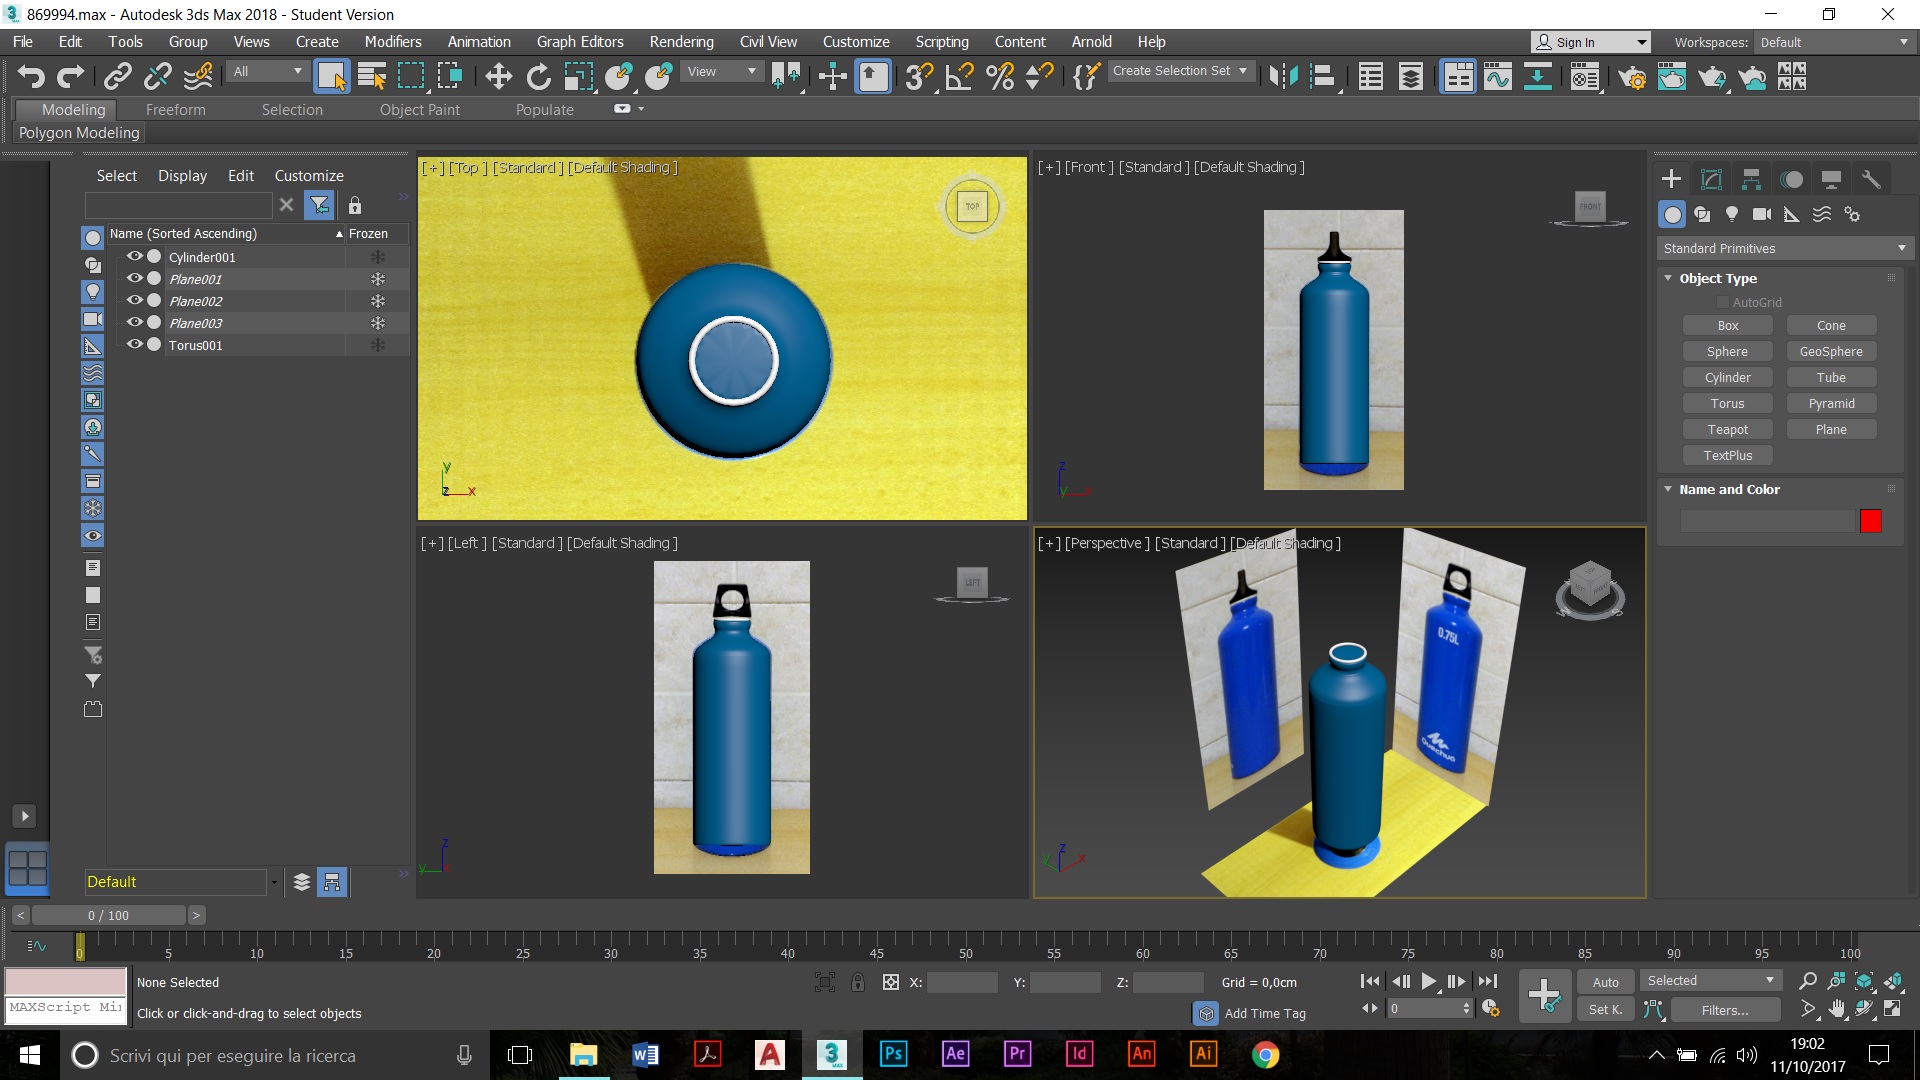 869994.max - Autodesk 3ds Max 2018 - Student Version
File Edit Tools Group Views Create Modifiers Animation Graph Editors Rendering Civil View Customize Scripting Content Arnold Help
Sign In
Workspaces: Default
All
View
Create Selection Set
Modeling Freeform Selection Object Paint Populate
Polygon Modeling
Select Display Edit Customize
Name (Sorted Ascending) Frozen
Cylinder001
Plane001
Plane002
Plane003
Torus001
Default
[+] [Top ] [Standard ] [Default Shading ]
TOP
y
z x
[+] [Front ] [Standard ] [Default Shading ]
FRONT
z
y x
[+] [Left ] [Standard ] [Default Shading ]
LEFT
z
y x
[+] [Perspective ] [Standard ] [Default Shading ]
W S
0.75L
Quechua
z
y x
Standard Primitives
Object Type
AutoGrid
Box Cone
Sphere GeoSphere
Cylinder Tube
Torus Pyramid
Teapot Plane
TextPlus
Name and Color
< 0 / 100 >
0 5 10 15 20 25 30 35 40 45 50 55 60 65 70 75 80 85 90 95 100
None Selected
X: Y: Z: Grid = 0,0cm
Auto Selected
MAXScript Mi
Click or click-and-drag to select objects
Add Time Tag
0
Set K. Filters...
Scrivi qui per eseguire la ricerca
W A 3 MAX Ps Ae Pr Id An Ai
19:02
11/10/2017